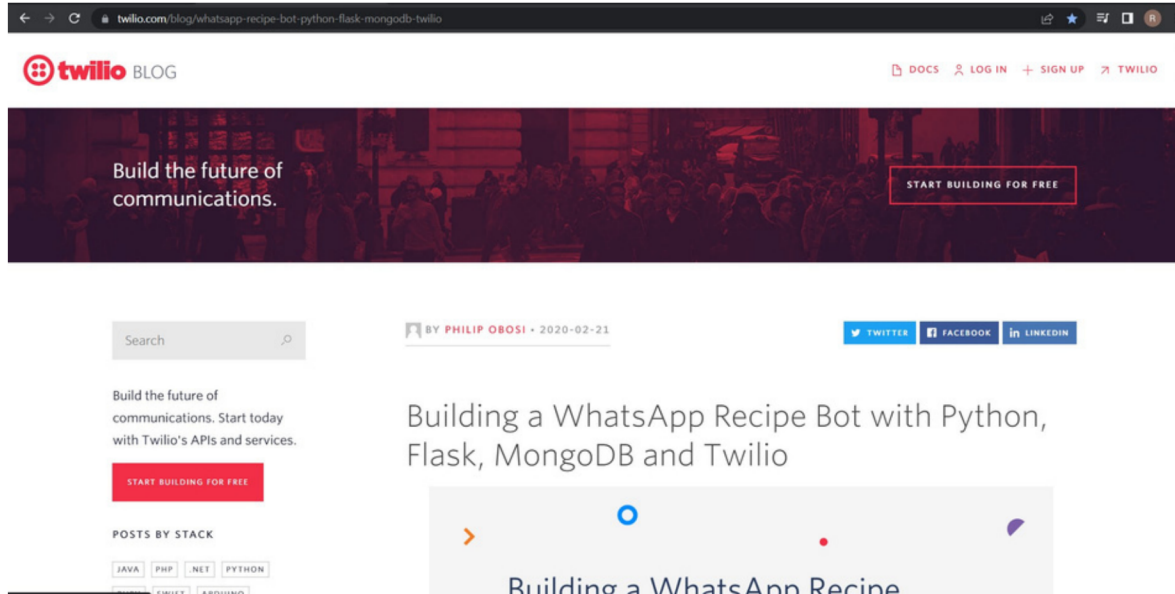 twilio.com/blog/whatsapp-recipe-bot-python-flask-mongodb-twilio
R
twilio BLOG
DOCS LOG IN + SIGN UP TWILIO
Build the future of
communications.
START BUILDING FOR FREE
Search
BY PHILIP OBOSI • 2020-02-21
TWITTER FACEBOOK in LINKEDIN
Build the future of
communications. Start today
with Twilio's APIs and services.
START BUILDING FOR FREE
POSTS BY STACK
JAVA PHP .NET PYTHON
SWIFT ARDUINO
Building a WhatsApp Recipe Bot with Python,
Flask, MongoDB and Twilio
Building a WhatsApp Recipe